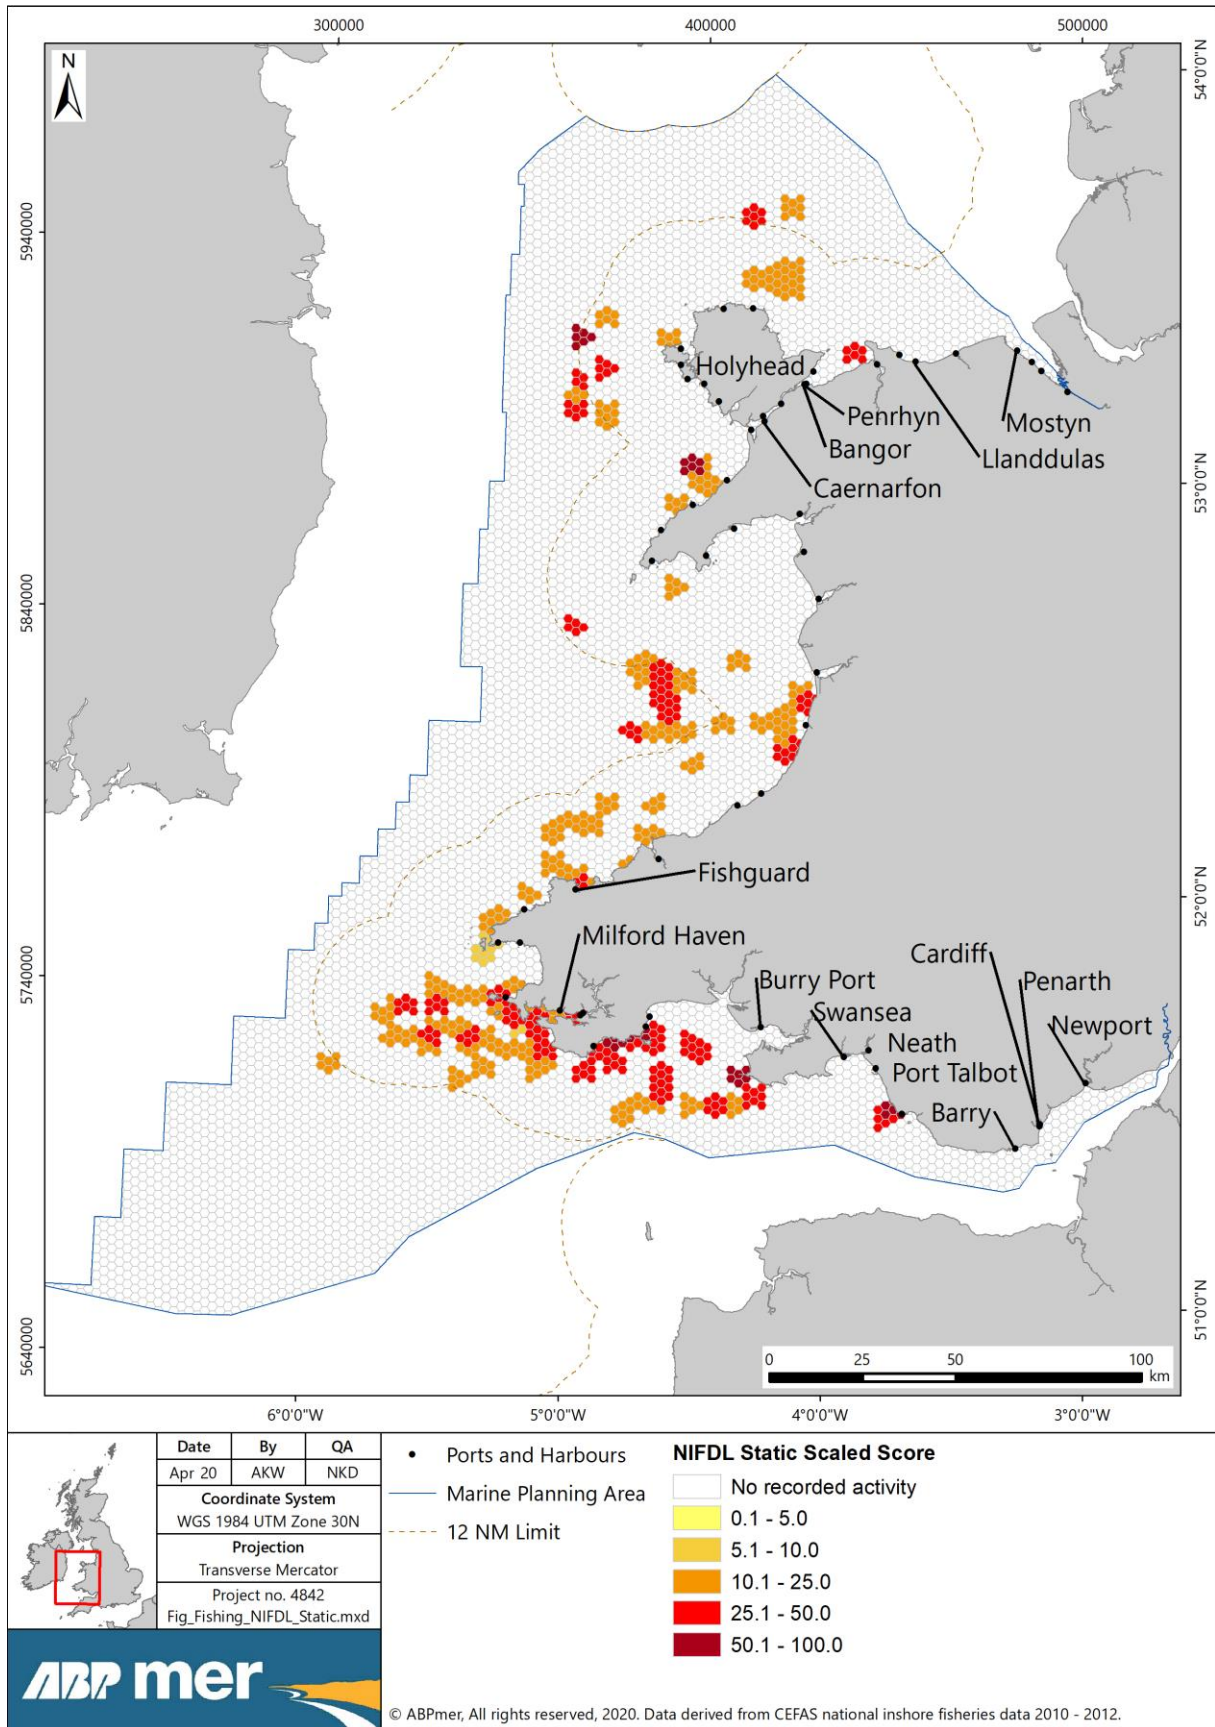 300000
400000
500000
N
54°0'0"N
5940000
Holyhead
Penrhyn
Mostyn
Bangor
Llanddulas
Caernarfon
53°0'0"N
5840000
Fishguard
52°0'0"N
Milford Haven
Cardiff
5740000
Burry Port
Penarth
Swansea
Newport
Neath
Port Talbot
Barry
51°0'0"N
5640000
0 25 50 100
km
6°0'0"W
5°0'0"W
4°0'0"W
3°0'0"W
Date By QA
Apr 20 AKW NKD
Coordinate System
WGS 1984 UTM Zone 30N
Projection
Transverse Mercator
Project no. 4842
Fig_Fishing_NIFDL_Static.mxd
ABP mer
Ports and Harbours
Marine Planning Area
12 NM Limit
NIFDL Static Scaled Score
No recorded activity
0.1 - 5.0
5.1 - 10.0
10.1 - 25.0
25.1 - 50.0
50.1 - 100.0
© ABPmer, All rights reserved, 2020. Data derived from CEFAS national inshore fisheries data 2010 - 2012.